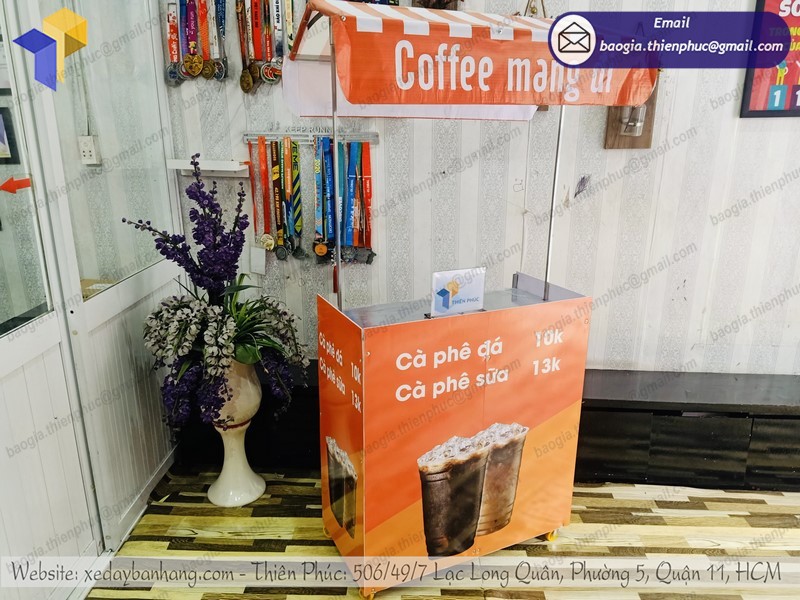 Email
baogia.thienphuc@gmail.com
Coffee mang đi
THIÊN PHÚC
Cà phê đá 10k
Cà phê sữa 13k
Cà phê đá 10k
Cà phê sữa 13k
Website: xedaybanhang.com - Thiên Phúc: 506/49/7 Lạc Long Quân, Phường 5, Quận 11, HCM